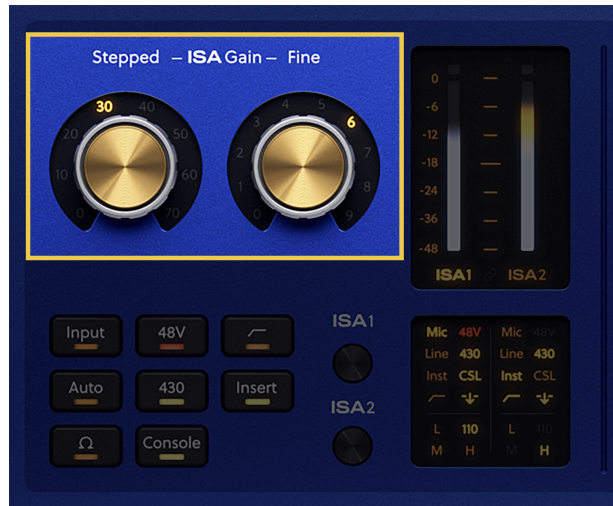 Stepped – ISA Gain – Fine
0 10 20 30 40 50 60 70
0 1 2 3 4 5 6 7 8 9
0
-6
-12
-18
-24
-36
-48
ISA1 ISA2
Input 48V
Auto 430 Insert
Ω Console
ISA1
ISA2
Mic 48V Mic 48V
Line 430 Line 430
Inst CSL Inst CSL
L 110 L 110
M H M H